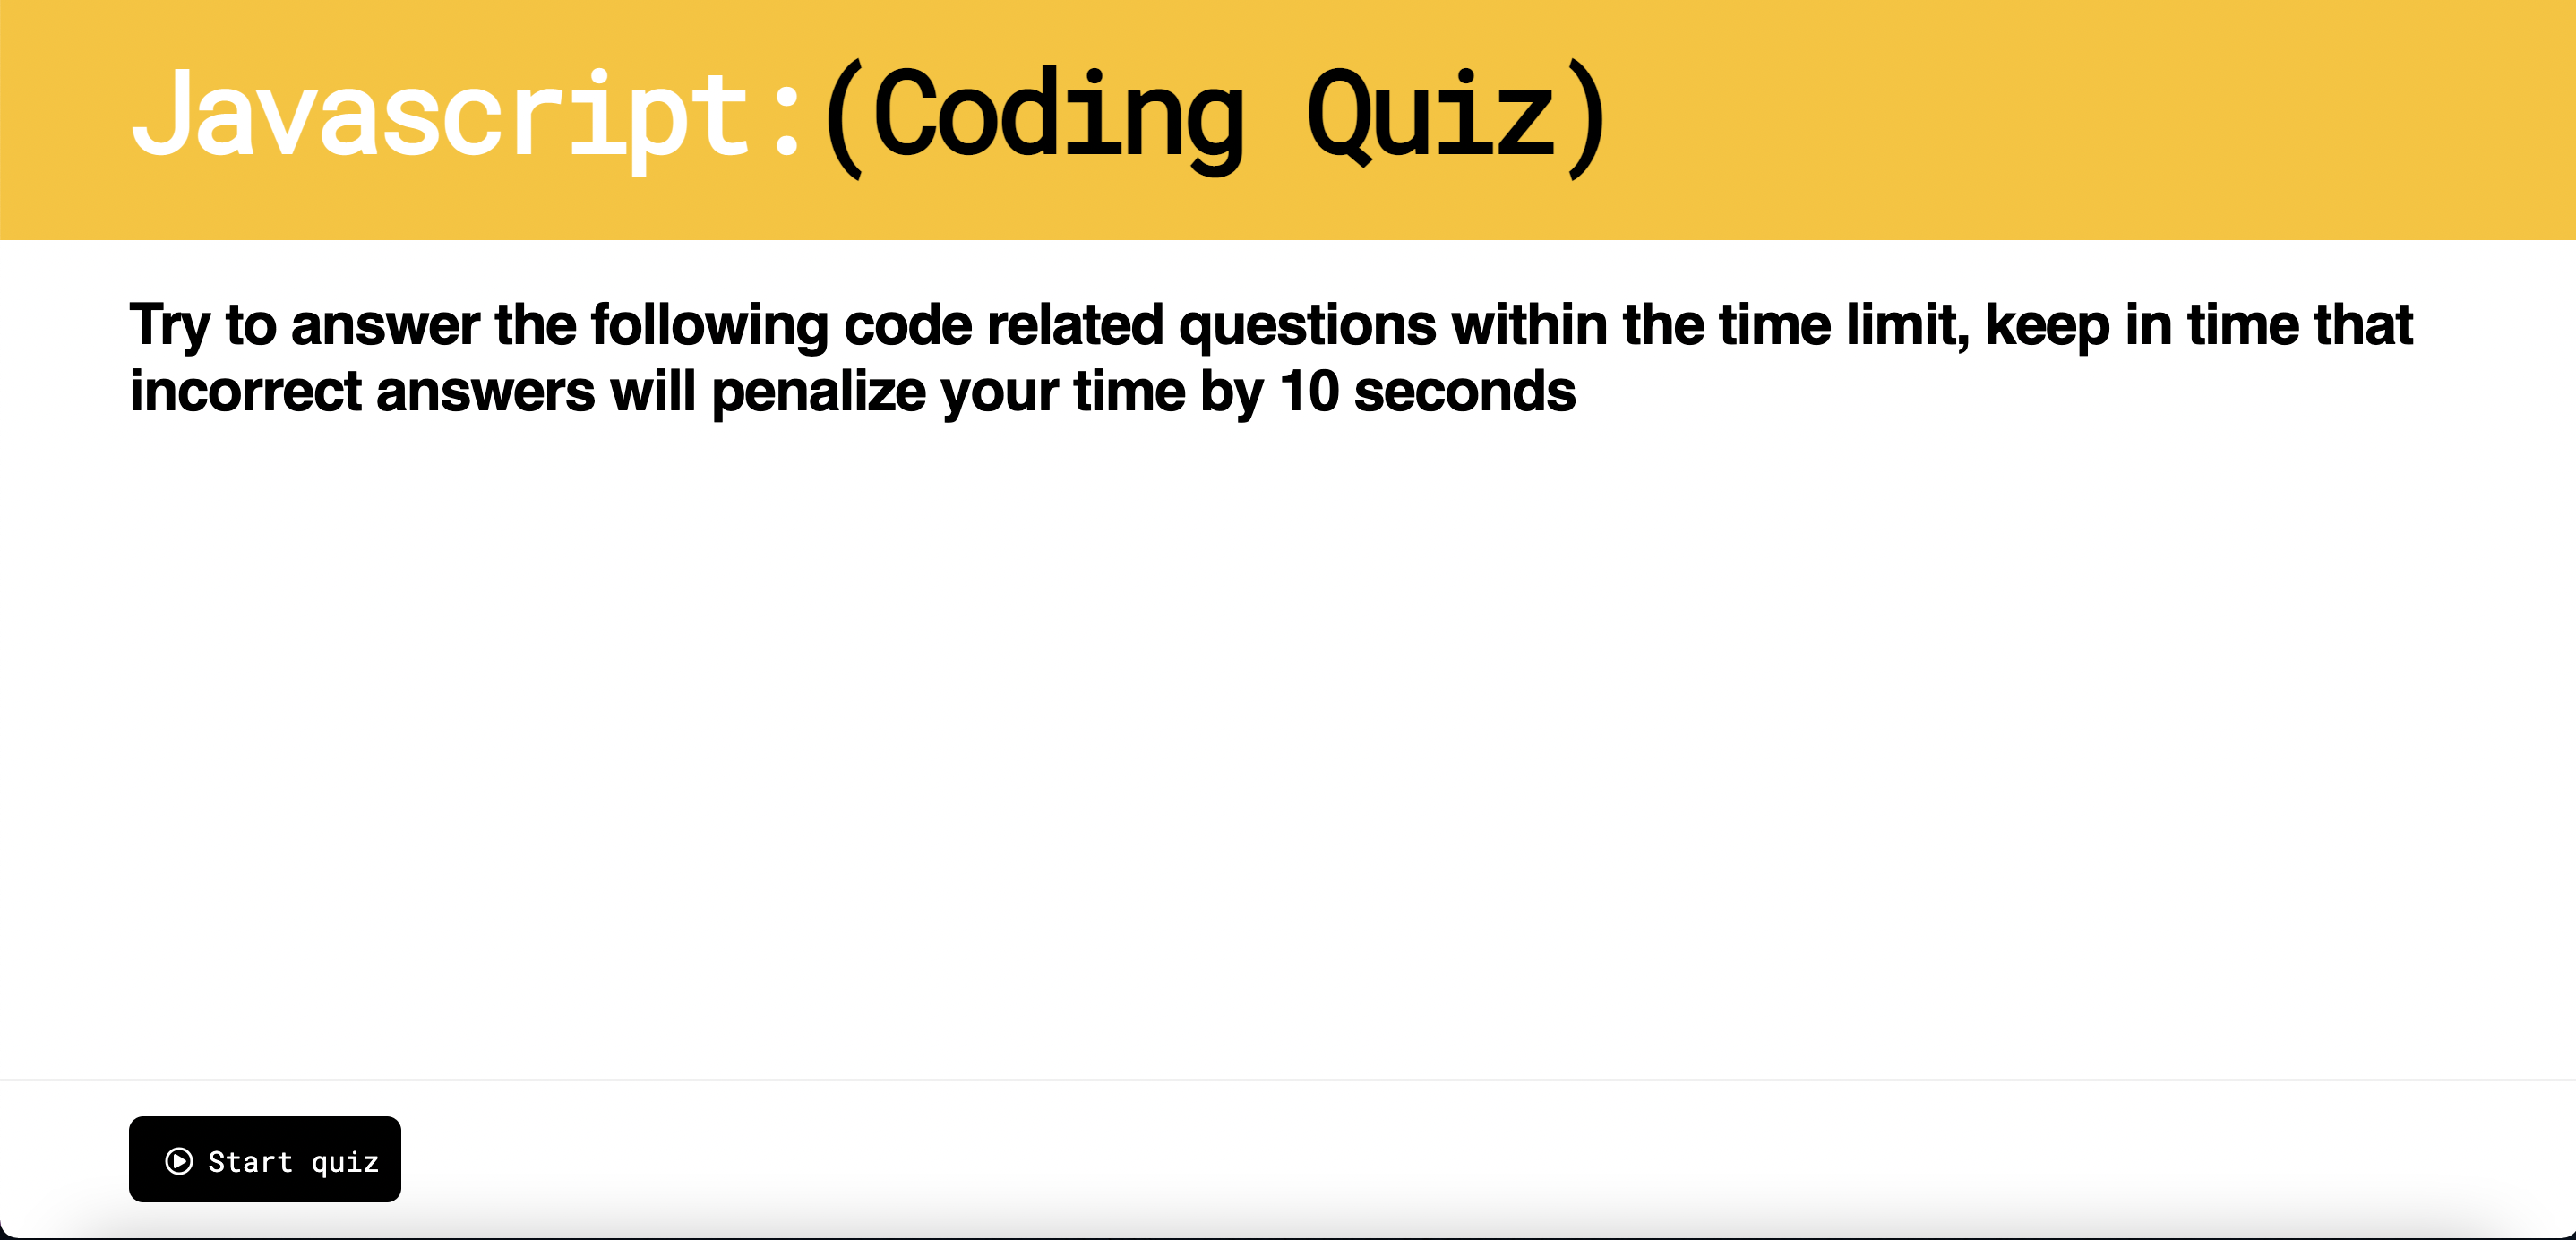 Javascript:(Coding Quiz)
Try to answer the following code related questions within the time limit, keep in time that
incorrect answers will penalize your time by 10 seconds
Start quiz